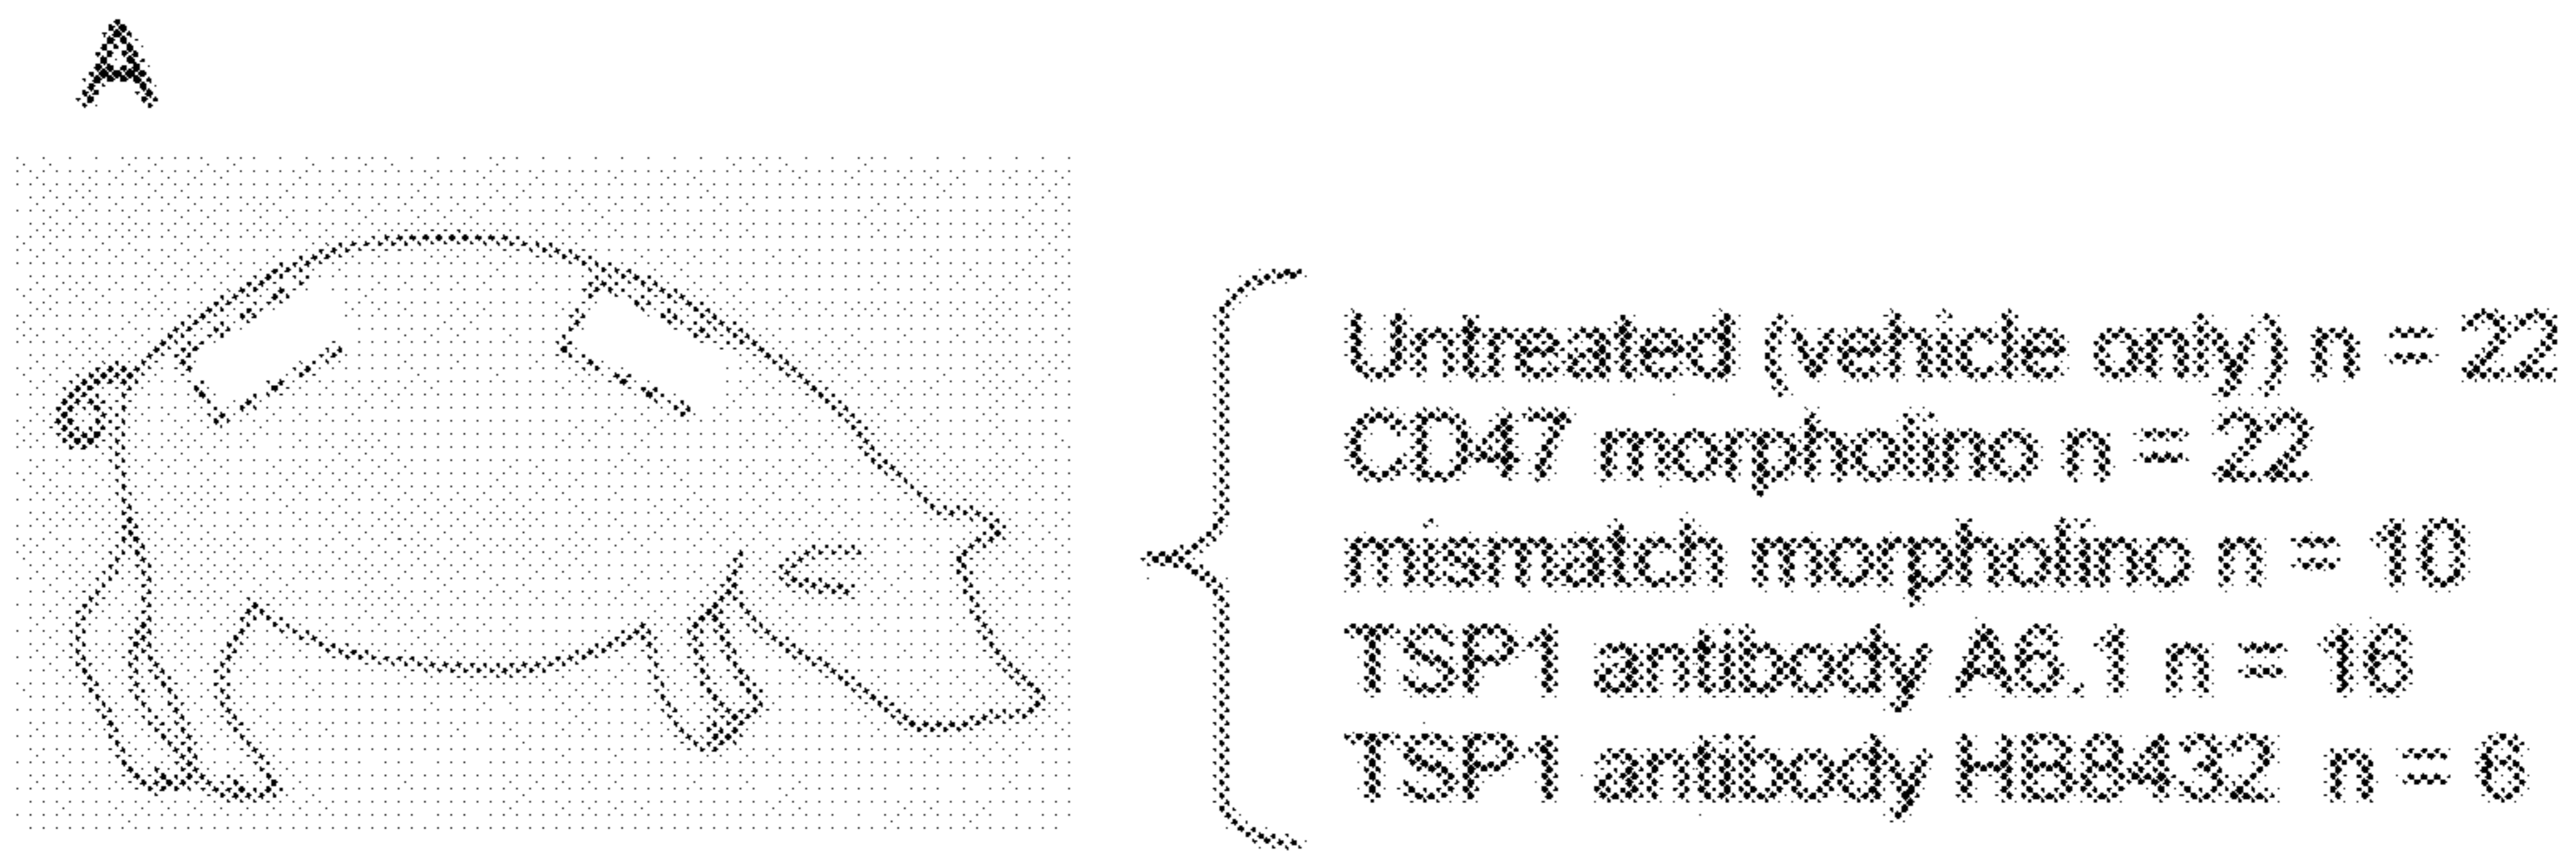 A
Untreated (vehicle only) n = 22
CD47 morpholino n = 22
mismatch morpholino n = 10
TSP1 antibody A6.1 n = 16
TSP1 antibody HB8432 n = 6